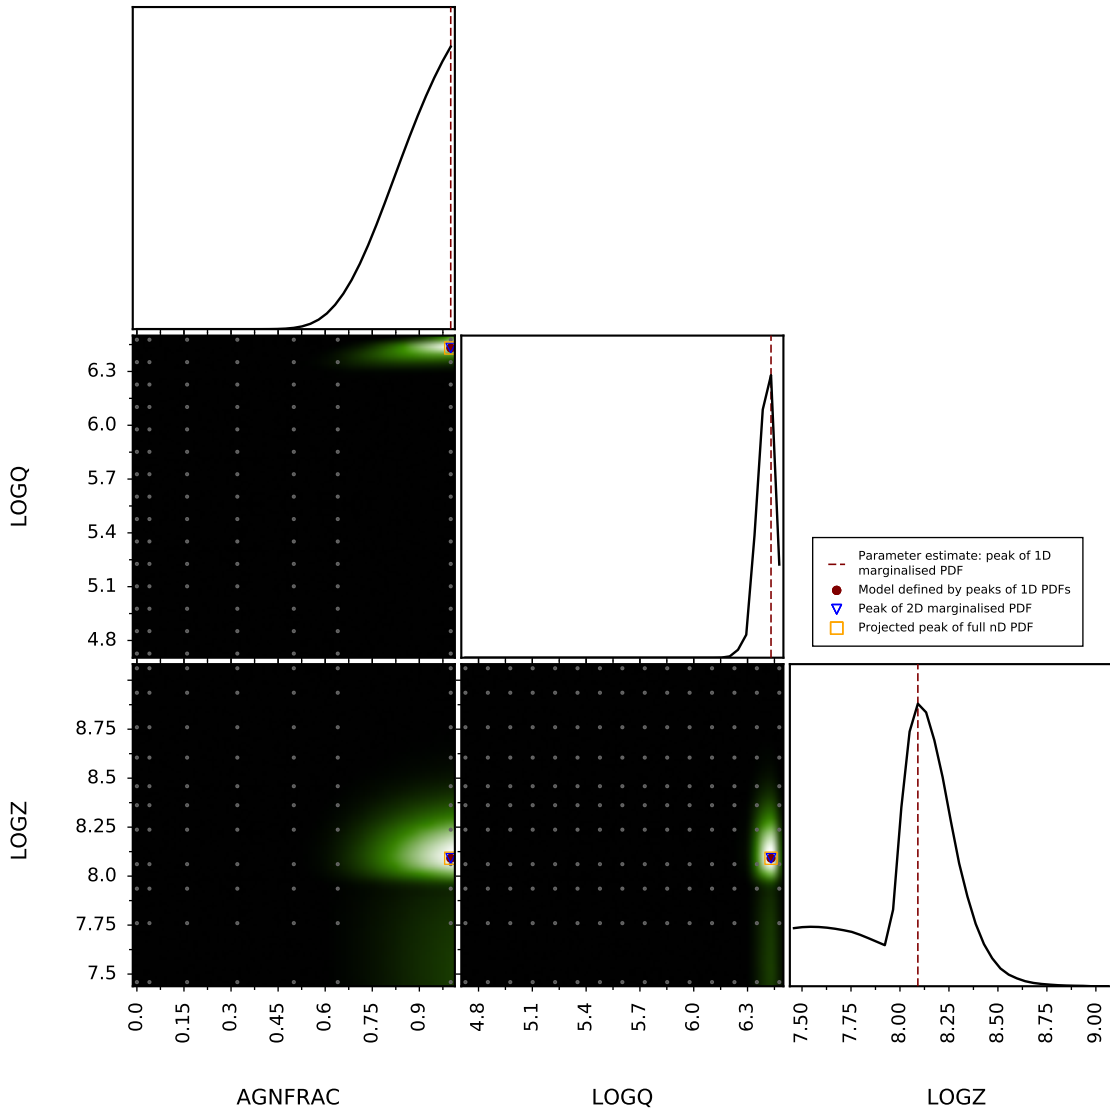 LOGQ
6.3
6.0
5.7
5.4
5.1
4.8
Parameter estimate: peak of 1D
marginalised PDF
Model defined by peaks of 1D PDFs
Peak of 2D marginalised PDF
Projected peak of full nD PDF
LOGZ
8.75
8.5
8.25
8.0
7.75
7.5
0.0 0.15 0.3 0.45 0.6 0.75 0.9 4.8 5.1 5.4 5.7 6.0 6.3 7.50 7.75 8.00 8.25 8.50 8.75 9.00
AGNFRAC LOGQ LOGZ